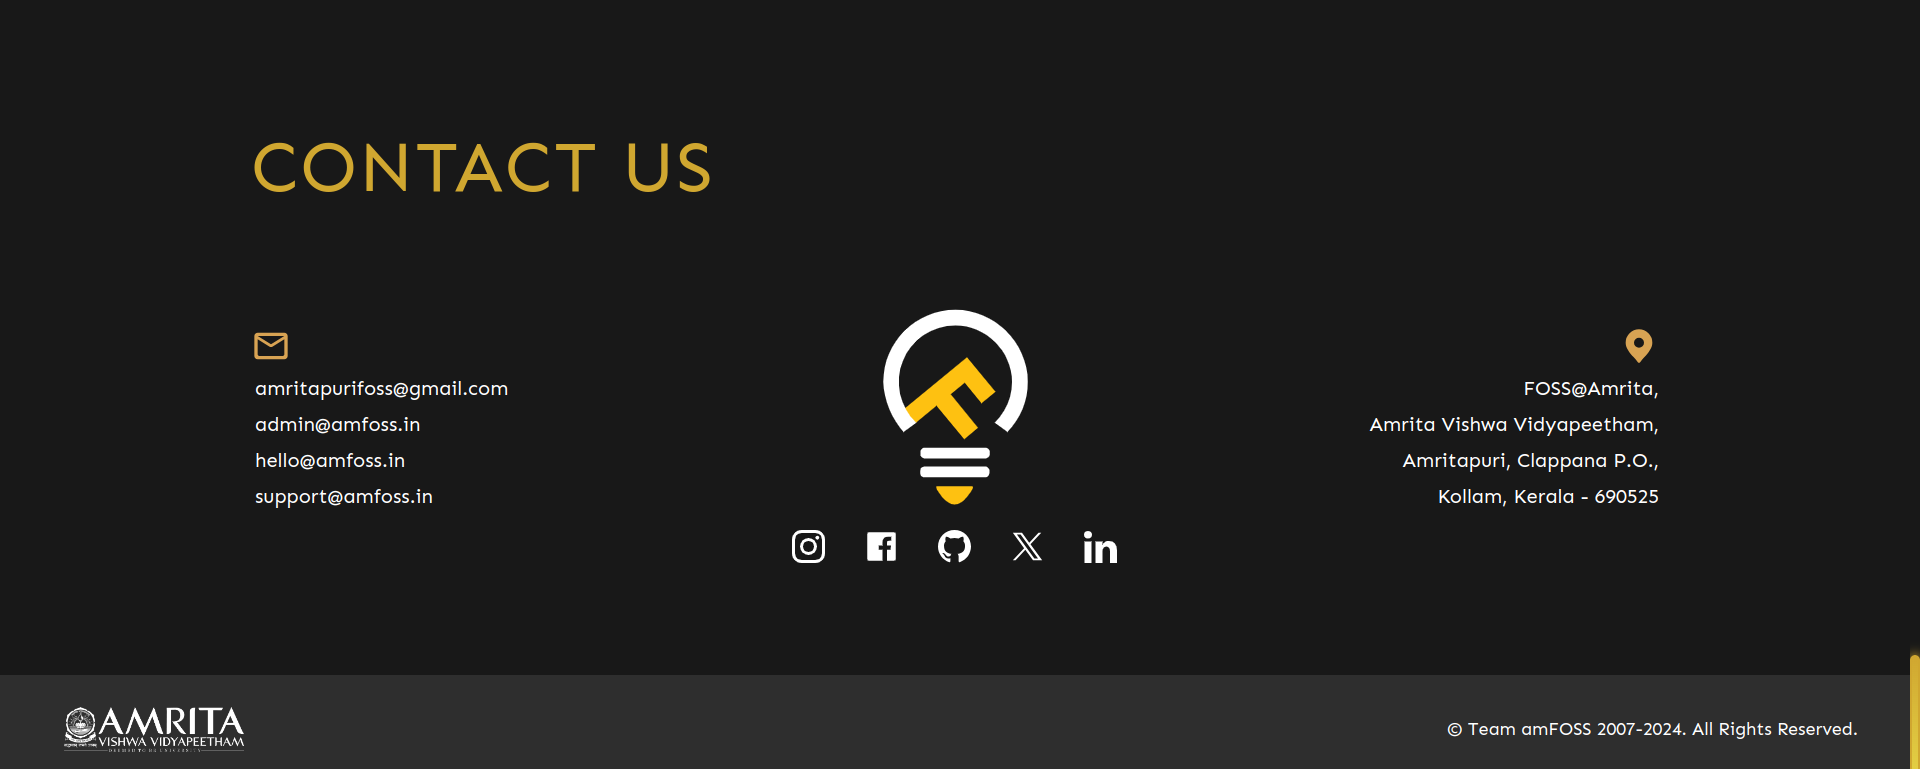 CONTACT US
amritapurifoss@gmail.com
admin@amfoss.in
hello@amfoss.in
support@amfoss.in
FOSS@Amrita,
Amrita Vishwa Vidyapeetham,
Amritapuri, Clappana P.O.,
Kollam, Kerala - 690525
AMRITA
VISHWA VIDYAPEETHAM
© Team amFOSS 2007-2024. All Rights Reserved.